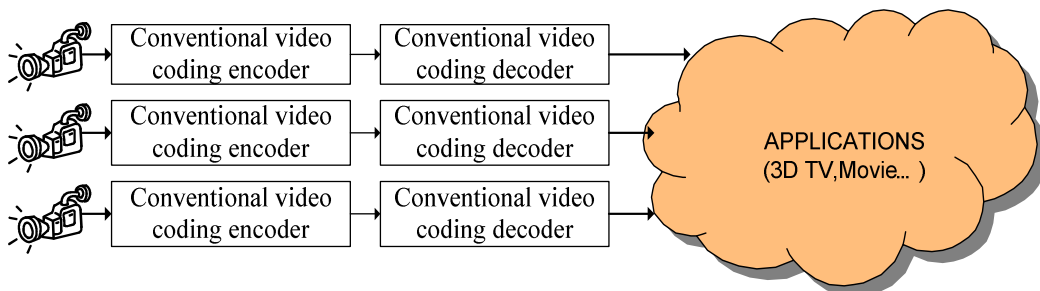 Conventional video
coding encoder
Conventional video
coding decoder
Conventional video
coding encoder
Conventional video
coding decoder
APPLICATIONS
(3D TV,Movie... )
Conventional video
coding encoder
Conventional video
coding decoder